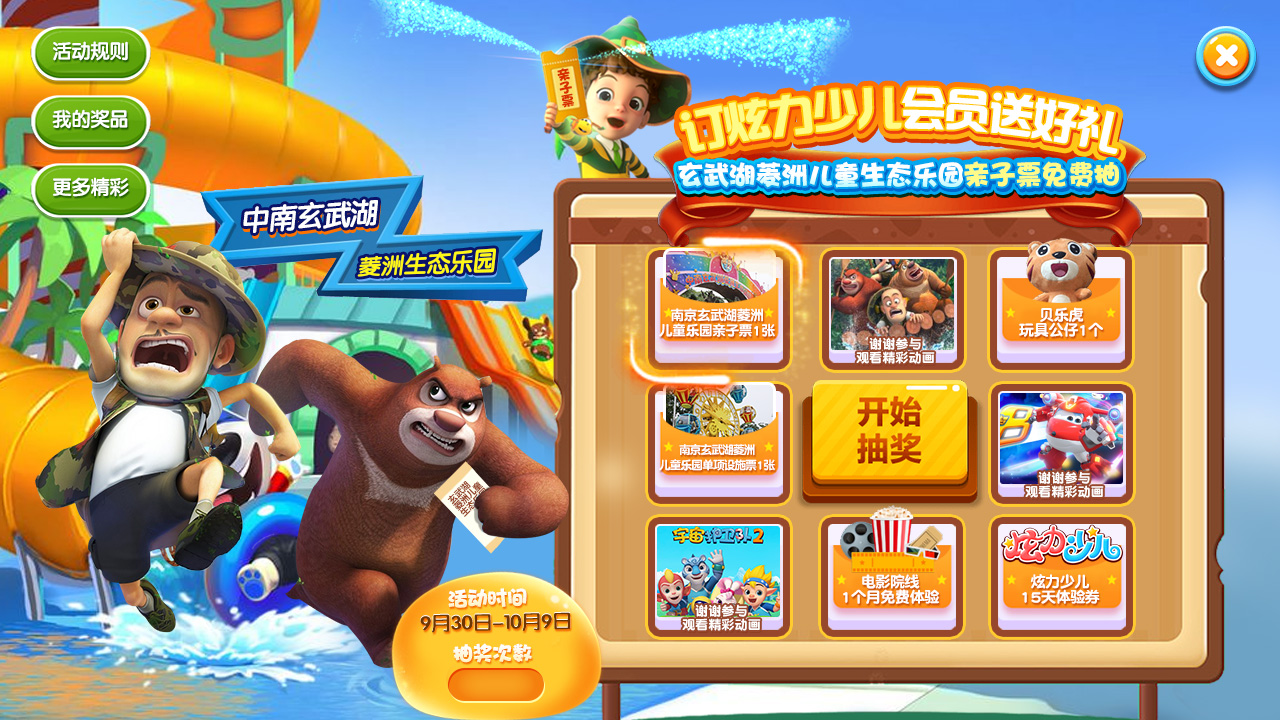 活动规则
我的奖品
更多精彩
亲子票
订炫力少儿会员送好礼
玄武湖菱洲儿童生态乐园亲子票免费抽
中南玄武湖
菱洲生态乐园
南京玄武湖菱洲
儿童乐园亲子票1张
谢谢参与
观看精彩动画
贝乐虎
玩具公仔1个
南京玄武湖菱洲
儿童乐园单项设施票1张
开始
抽奖
谢谢参与
观看精彩动画
宇宙护卫队2
谢谢参与
观看精彩动画
电影院线
1个月免费体验
炫力少儿
炫力少儿
15天体验券
活动时间
9月30日-10月9日
抽奖次数